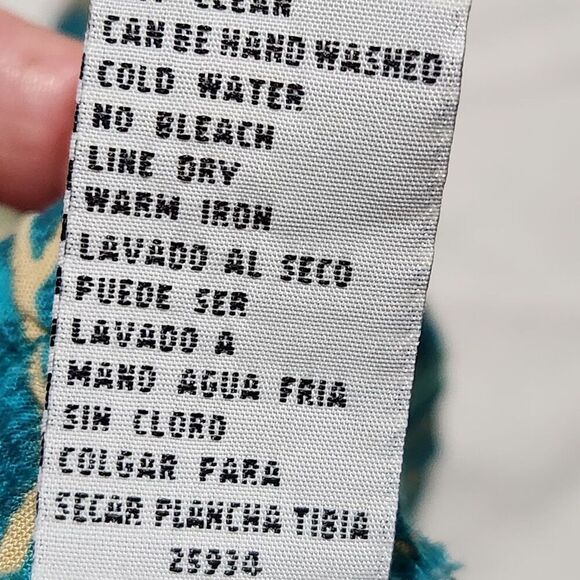 CLEAN
CAN BE HAND WASHED
COLD WATER
NO BLEACH
LINE DRY
WARM IRON
LAVADO AL SECO
PUEDE SER
LAVADO A
MANO AGUA FRIA
SIN CLORO
COLGAR PARA
SECAR PLANCHA TIBIA